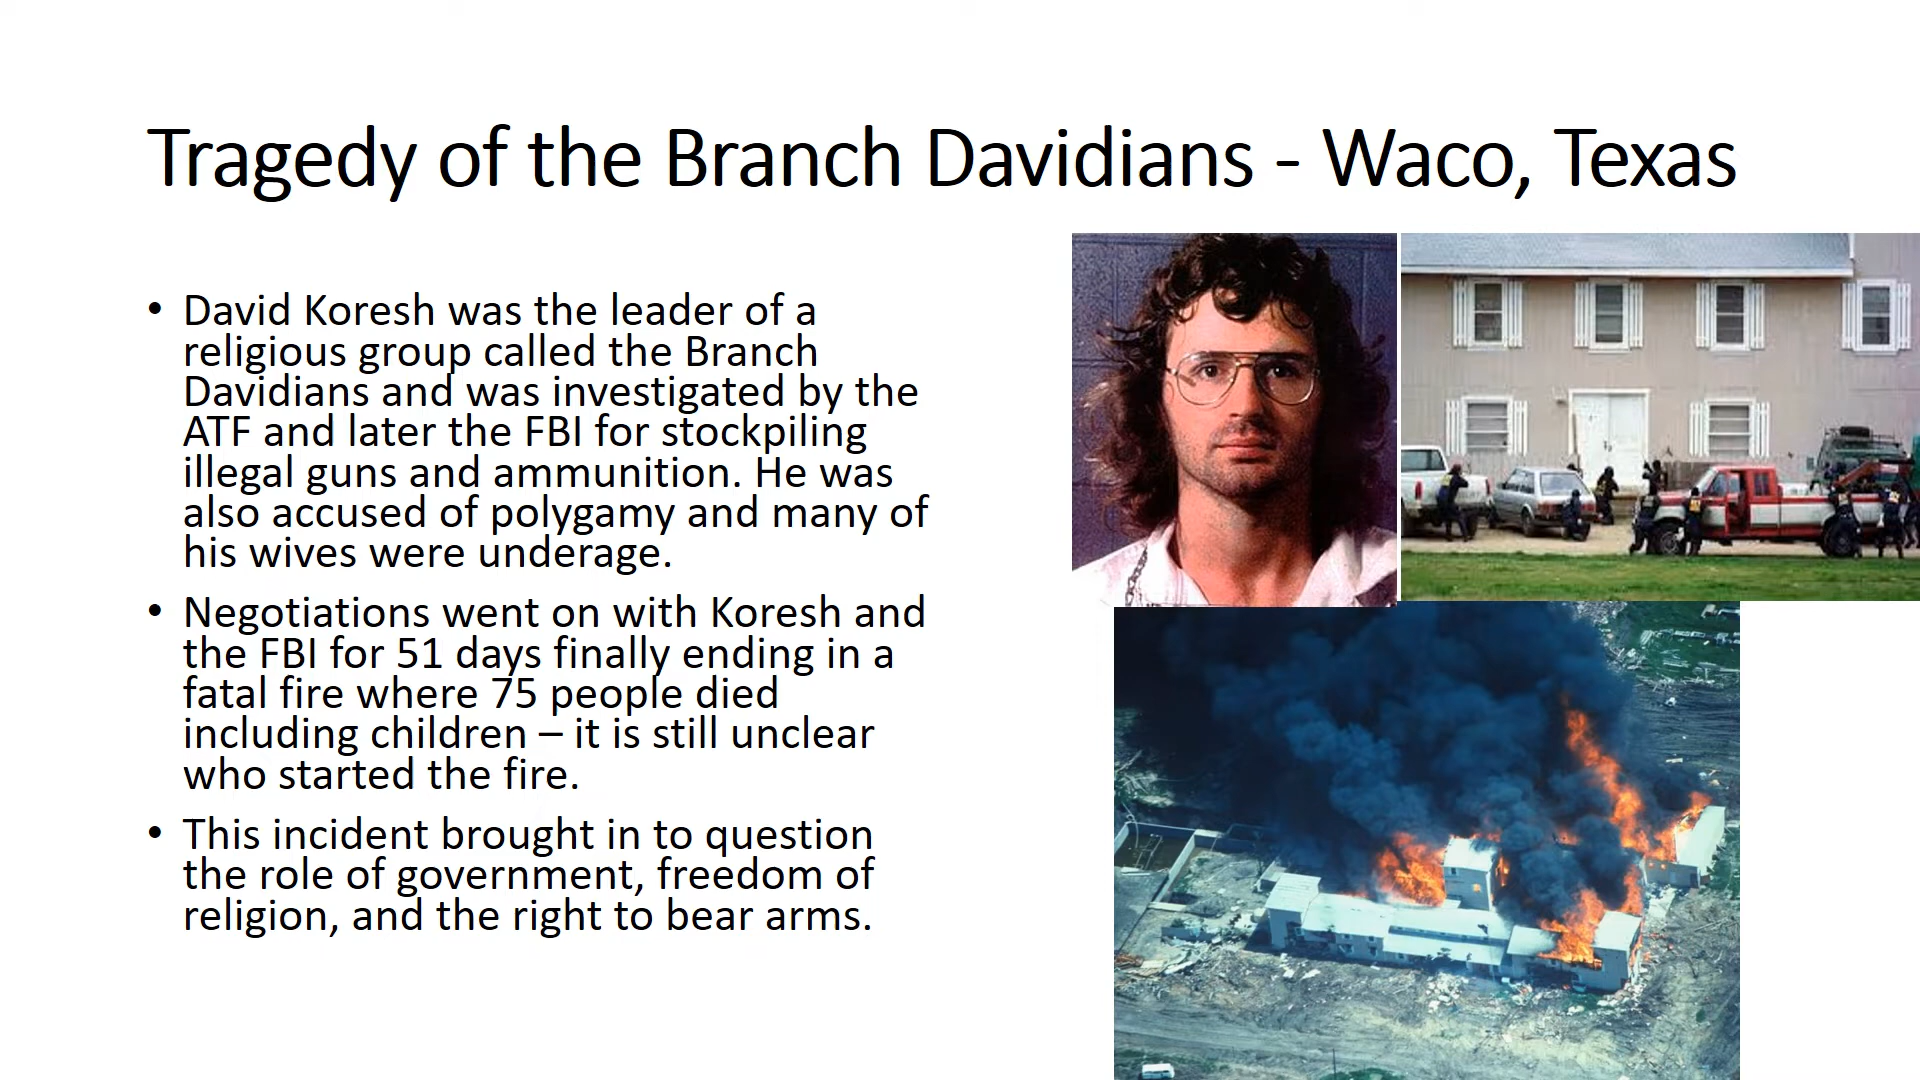 Tragedy of the Branch Davidians - Waco, Texas
• David Koresh was the leader of a
religious group called the Branch
Davidians and was investigated by the
ATF and later the FBI for stockpiling
illegal guns and ammunition. He was
also accused of polygamy and many of
his wives were underage.
• Negotiations went on with Koresh and
the FBI for 51 days finally ending in a
fatal fire where 75 people died
including children – it is still unclear
who started the fire.
• This incident brought in to question
the role of government, freedom of
religion, and the right to bear arms.